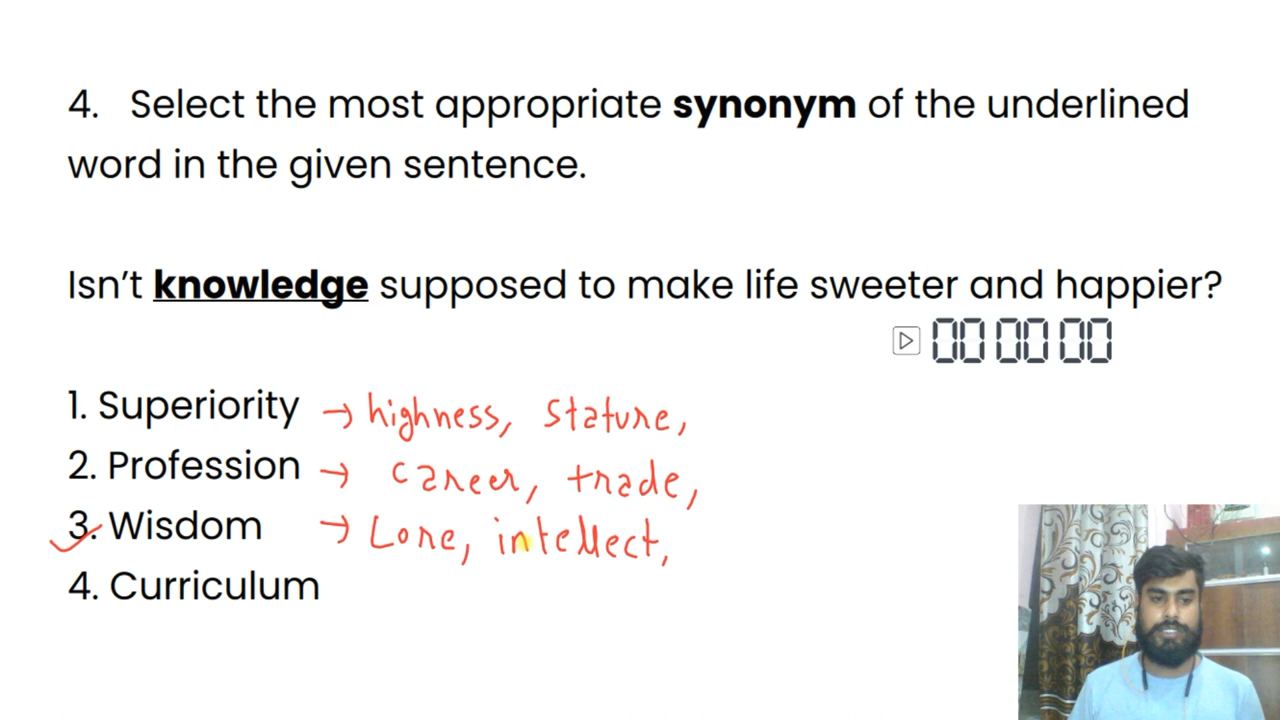 4. Select the most appropriate synonym of the underlined
word in the given sentence.
Isn’t knowledge supposed to make life sweeter and happier?
00 00 00
1. Superiority → highness, stature,
2. Profession → career, trade,
3. Wisdom → Lore, intellect,
4. Curriculum